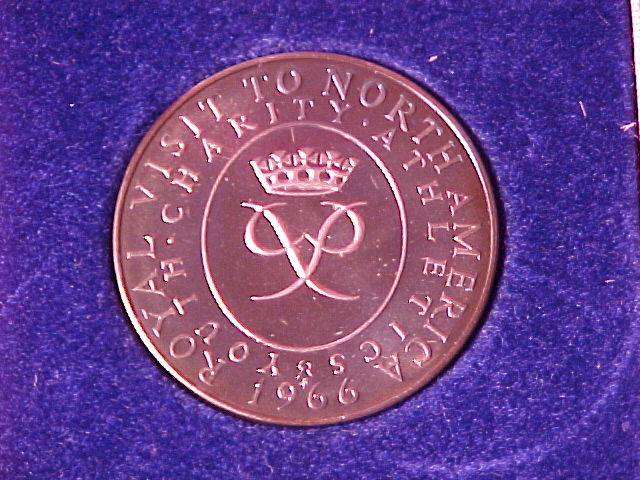 ROYAL VISIT TO NORTH AMERICA
1966
YOUTH · CHARITY · ATHLETICS &